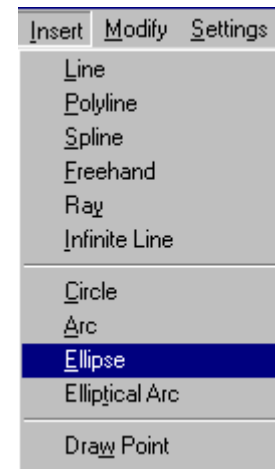 Insert Modify Settings
Line
Polyline
Spline
Freehand
Ray
Infinite Line
Circle
Arc
Ellipse
Elliptical Arc
Draw Point